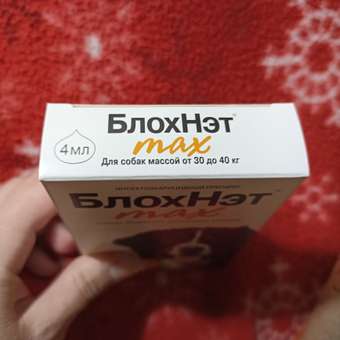 БлохНэт
max
4 мл
Для собак массой от 30 до 40 кг
БлохНэт
max